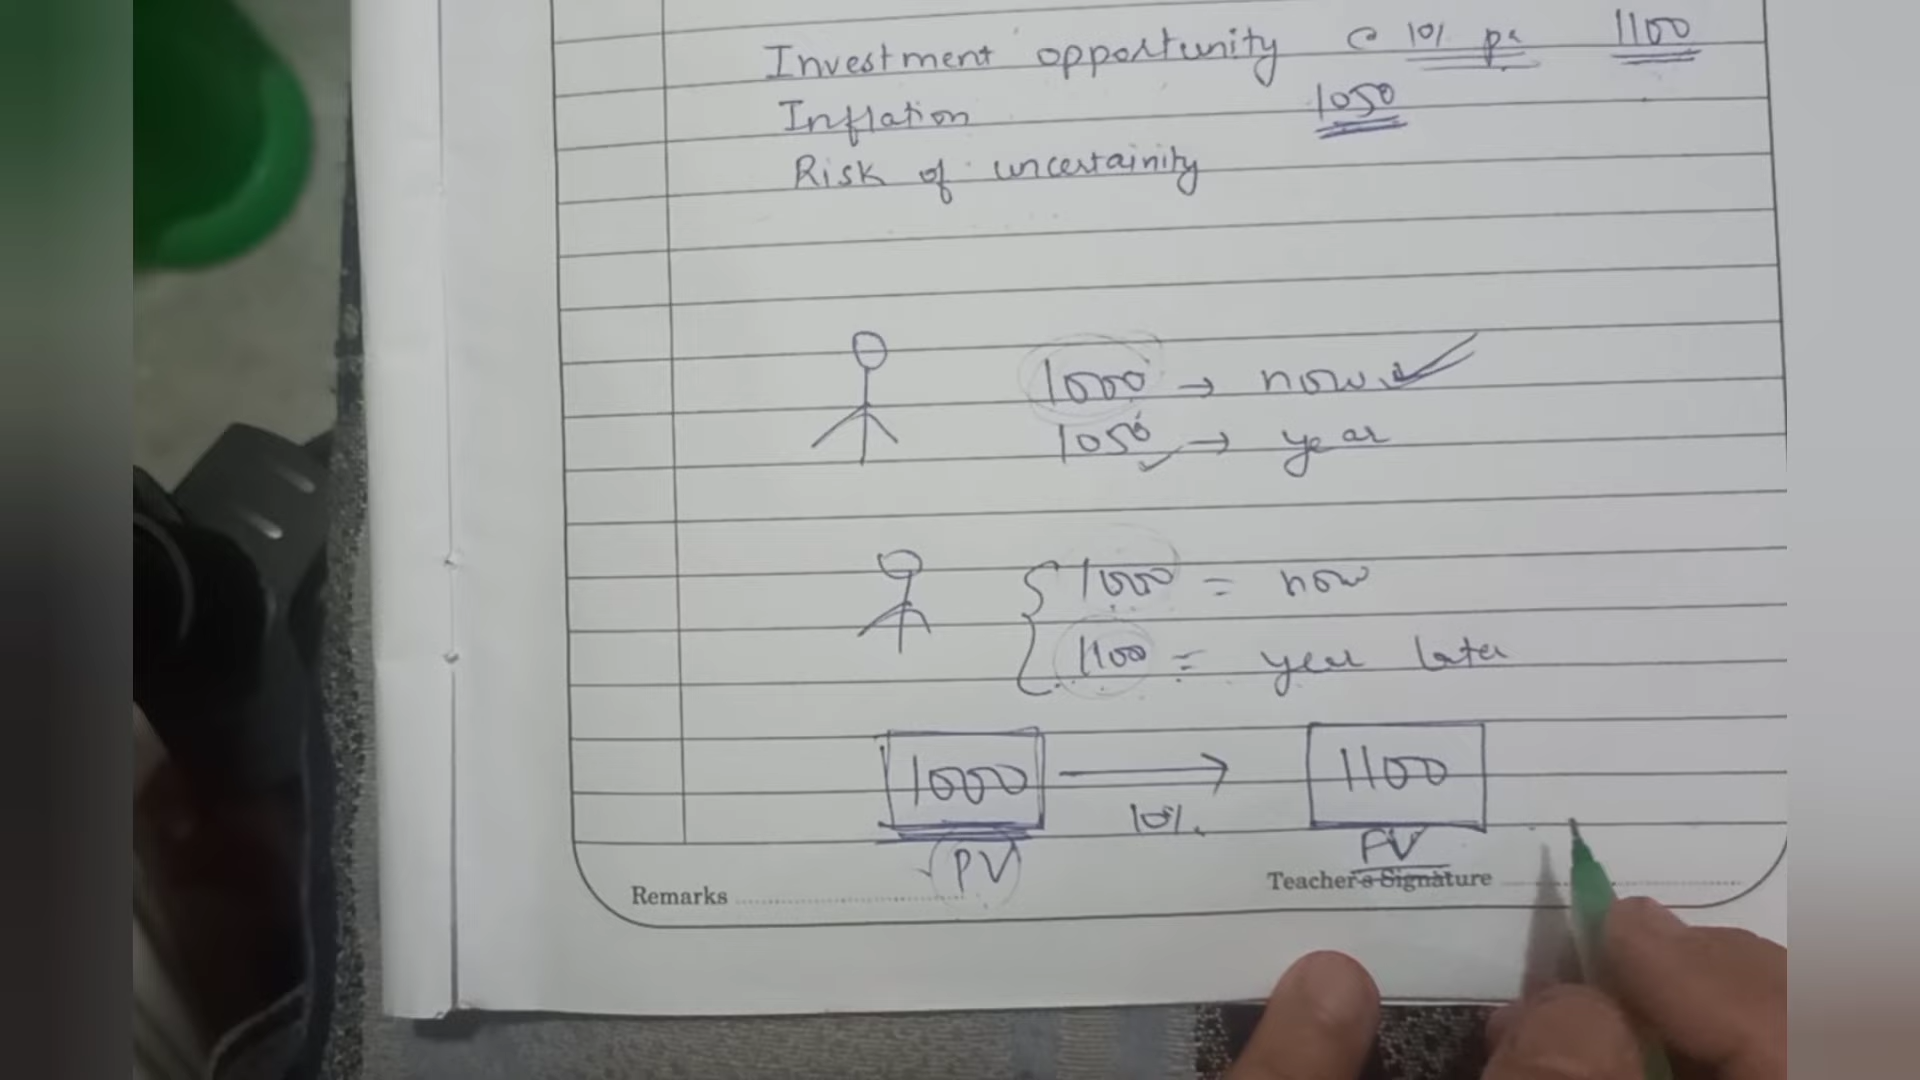 Investment opportunity @ 10% pa 1100
Inflation 1050
Risk of uncertainity
1000 → now ✓
1050 → year
1000 = now
1100 = year later
1000 → 1100
10%
PV FV
Remarks
Teacher's Signature